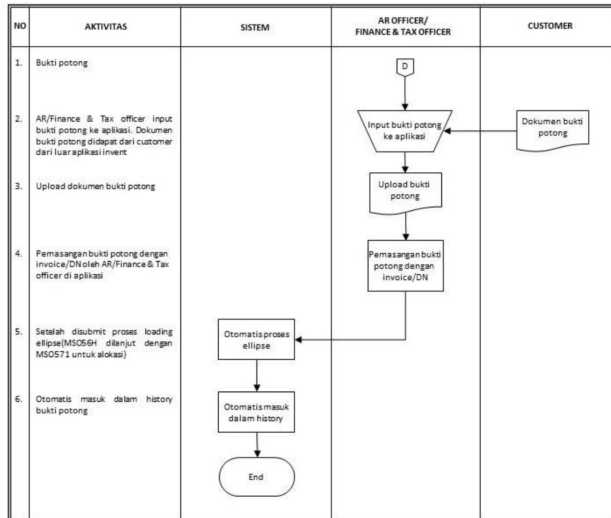 NO
AKTIVITAS
SISTEM
AR OFFICER/
FINANCE & TAX OFFICER
CUSTOMER
1.
Bukti potong
D
2.
AR/Finance & Tax officer input
bukti potong ke aplikasi. Dokumen
bukti potong didapat dari customer
dari luar aplikasi invent
Input bukti potong
ke aplikasi
Dokumen bukti
potong
3.
Upload dokumen bukti potong
Upload bukti
potong
4.
Pemasangan bukti potong dengan
invoice/DN oleh AR/Finance & Tax
officer di aplikasi
Pemasangan bukti
potong dengan
invoice/DN
5.
Setelah disubmit proses loading
ellipse(MSO56H dilanjut dengan
MSO571 untuk alokasi)
Otomatis proses
ellipse
6.
Otomatis masuk dalam history
bukti potong
Otomatis masuk
dalam history
End